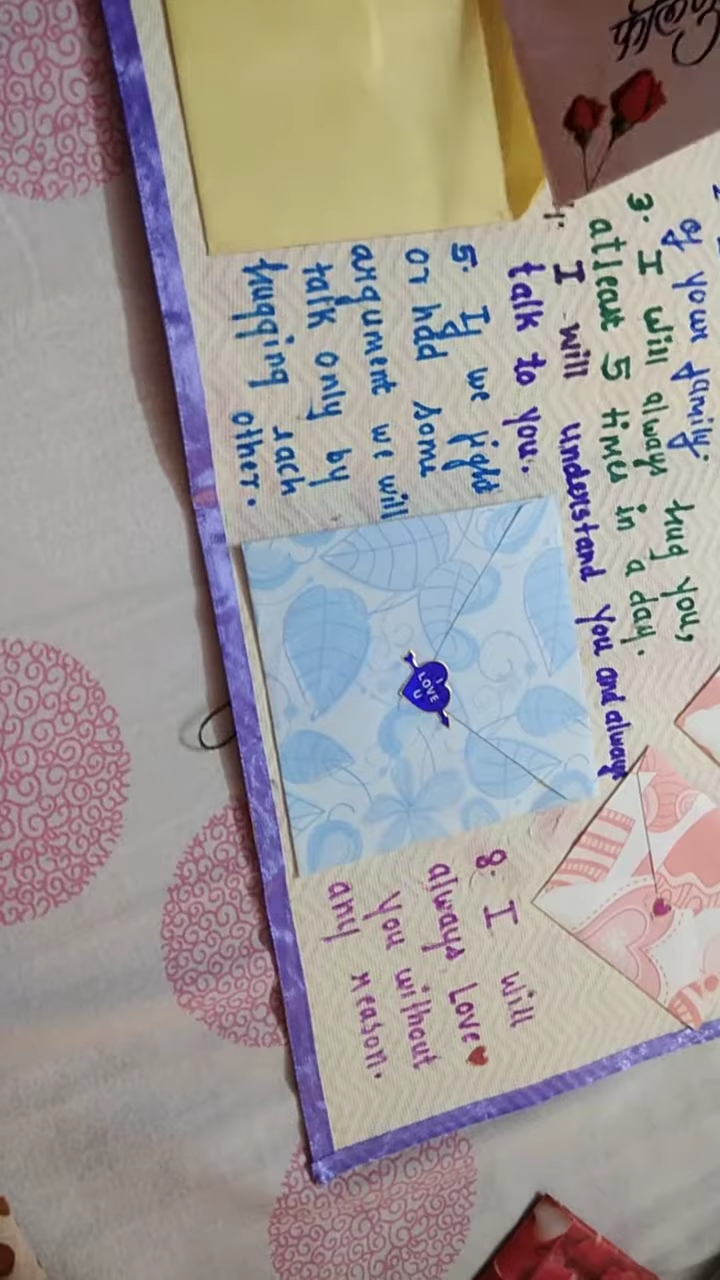 of your family.
3. I will always hug you,
atleast 5 times in a day.
4. I will understand you and always
talk to you.
5. If we fight
or had some
argument we will
talk only by
hugging each
other.
I
LOVE
U
8. I will
always Love
you without
any reason.